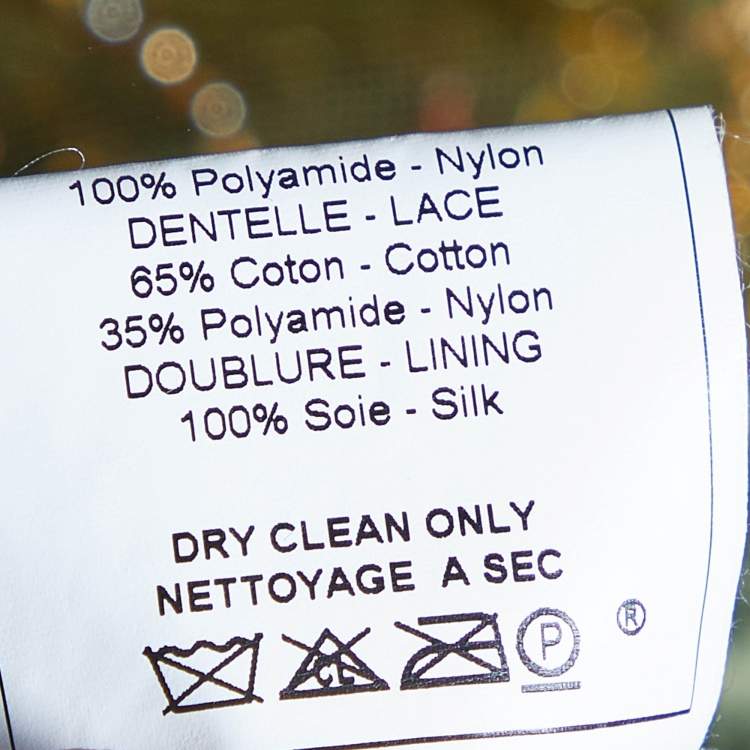 100% Polyamide - Nylon
DENTELLE - LACE
65% Coton - Cotton
35% Polyamide - Nylon
DOUBLURE - LINING
100% Soie - Silk
DRY CLEAN ONLY
NETTOYAGE A SEC
CL P ®